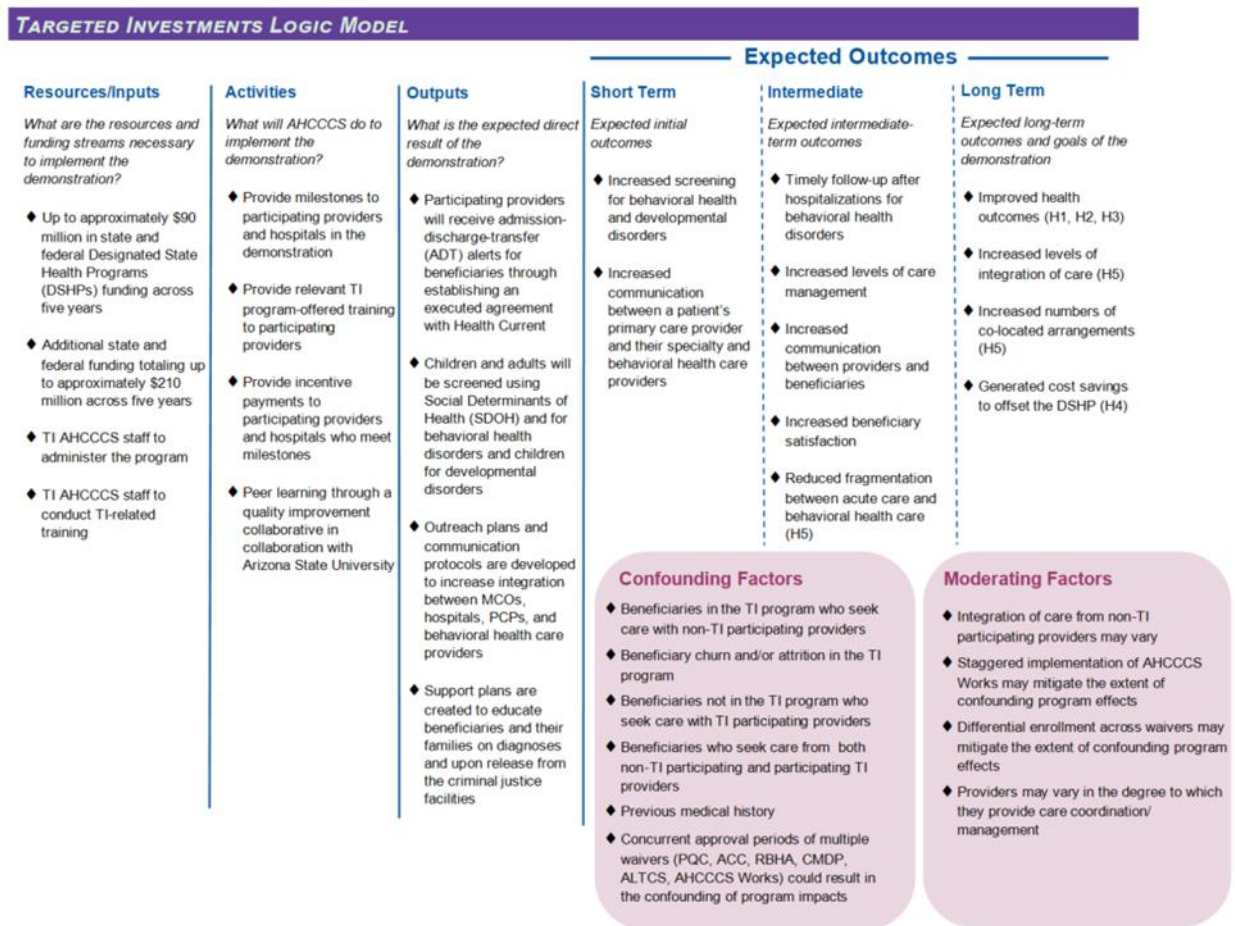 TARGETED INVESTMENTS LOGIC MODEL
Expected Outcomes
Resources/Inputs
What are the resources and
funding streams necessary
to implement the
demonstration?
♦ Up to approximately $90
million in state and
federal Designated State
Health Programs
(DSHPs) funding across
five years
♦ Additional state and
federal funding totaling up
to approximately $210
million across five years
♦ TI AHCCCS staff to
administer the program
♦ TI AHCCCS staff to
conduct TI-related
training
Activities
What will AHCCCS do to
implement the
demonstration?
♦ Provide milestones to
participating providers
and hospitals in the
demonstration
♦ Provide relevant TI
program-offered training
to participating
providers
♦ Provide incentive
payments to
participating providers
and hospitals who meet
milestones
♦ Peer learning through a
quality improvement
collaborative in
collaboration with
Arizona State University
Outputs
What is the expected direct
result of the
demonstration?
♦ Participating providers
will receive admission-
discharge-transfer
(ADT) alerts for
beneficiaries through
establishing an
executed agreement
with Health Current
♦ Children and adults will
be screened using
Social Determinants of
Health (SDOH) and for
behavioral health
disorders and children
for developmental
disorders
♦ Outreach plans and
communication
protocols are developed
to increase integration
between MCOs,
hospitals, PCPs, and
behavioral health care
providers
♦ Support plans are
created to educate
beneficiaries and their
families on diagnoses
and upon release from
the criminal justice
facilities
Short Term
Expected initial
outcomes
♦ Increased screening
for behavioral health
and developmental
disorders
♦ Increased
communication
between a patient's
primary care provider
and their specialty and
behavioral health care
providers
Intermediate
Expected intermediate-
term outcomes
♦ Timely follow-up after
hospitalizations for
behavioral health
disorders
♦ Increased levels of care
management
♦ Increased
communication
between providers and
beneficiaries
♦ Increased beneficiary
satisfaction
♦ Reduced fragmentation
between acute care and
behavioral health care
(H5)
Long Term
Expected long-term
outcomes and goals of the
demonstration
♦ Improved health
outcomes (H1, H2, H3)
♦ Increased levels of
integration of care (H5)
♦ Increased numbers of
co-located arrangements
(H5)
♦ Generated cost savings
to offset the DSHP (H4)
Confounding Factors
♦ Beneficiaries in the TI program who seek
care with non-TI participating providers
♦ Beneficiary churn and/or attrition in the TI
program
♦ Beneficiaries not in the TI program who
seek care with TI participating providers
♦ Beneficiaries who seek care from both
non-TI participating and participating TI
providers
♦ Previous medical history
♦ Concurrent approval periods of multiple
waivers (PQC, ACC, RBHA, CMDP,
ALTCS, AHCCCS Works) could result in
the confounding of program impacts
Moderating Factors
♦ Integration of care from non-TI
participating providers may vary
♦ Staggered implementation of AHCCCS
Works may mitigate the extent of
confounding program effects
♦ Differential enrollment across waivers may
mitigate the extent of confounding program
effects
♦ Providers may vary in the degree to which
they provide care coordination/
management